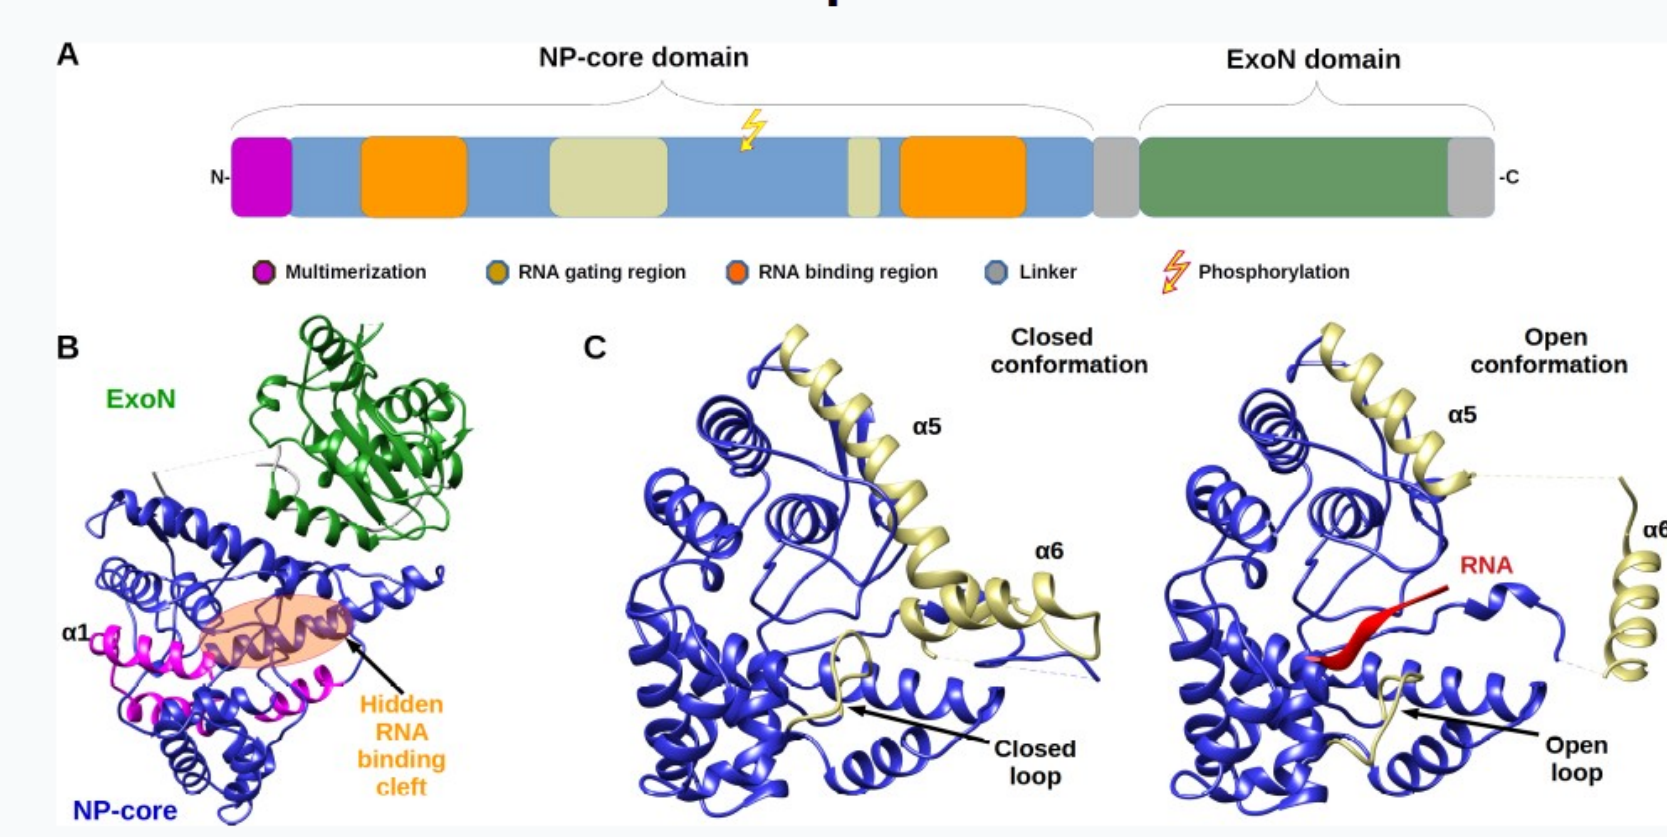 A
NP-core domain
ExoN domain
N-
-C
Multimerization
RNA gating region
RNA binding region
Linker
Phosphorylation
B
ExoN
α1
Hidden
RNA
binding
cleft
NP-core
C
Closed
conformation
α5
α6
Closed
loop
Open
conformation
α5
α6
RNA
Open
loop